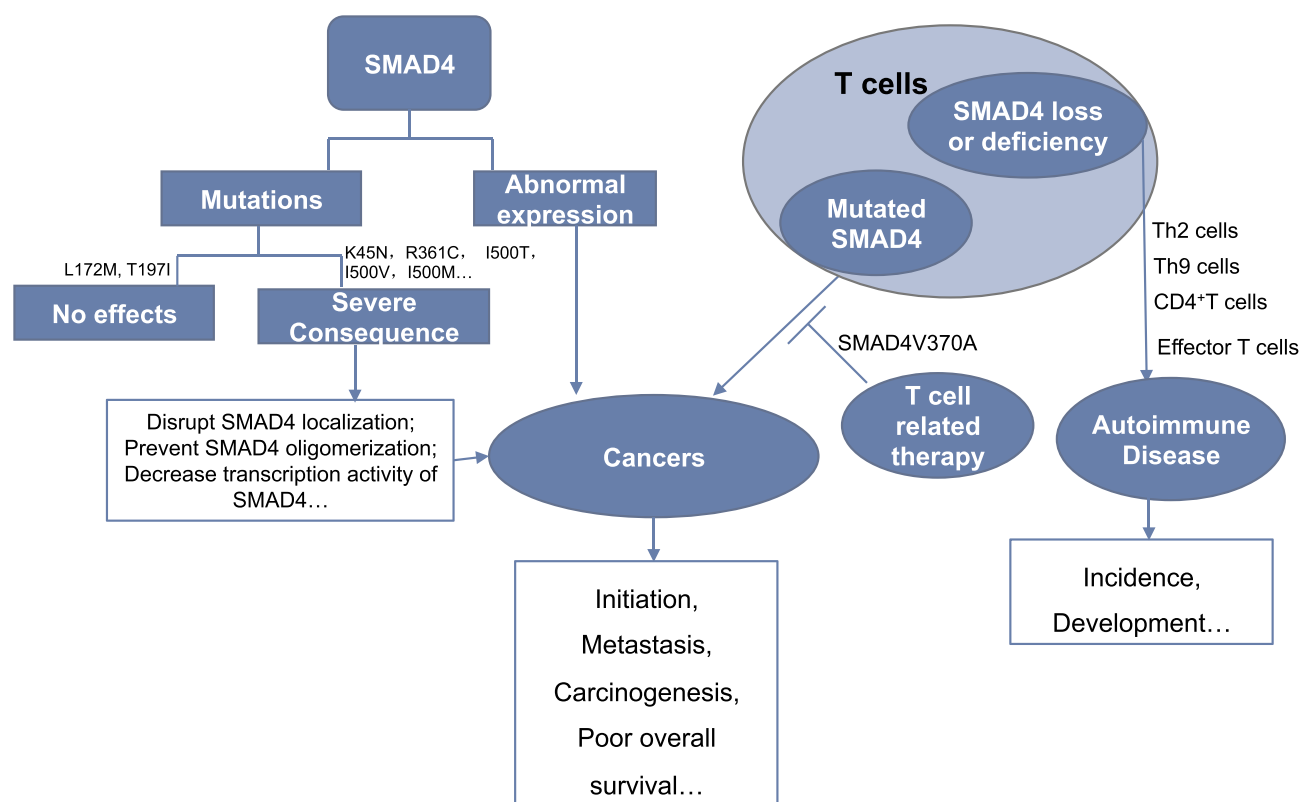 SMAD4
Mutations
Abnormal
expression
L172M, T197I
K45N， R361C， I500T，
I500V，I500M…
No effects
Severe
Consequence
Disrupt SMAD4 localization;
Prevent SMAD4 oligomerization;
Decrease transcription activity of
SMAD4…
T cells
SMAD4 loss
or deficiency
Mutated
SMAD4
Th2 cells
Th9 cells
CD4⁺T cells
Effector T cells
SMAD4V370A
T cell
related
therapy
Cancers
Autoimmune
Disease
Initiation,
Metastasis,
Carcinogenesis,
Poor overall
survival…
Incidence,
Development…